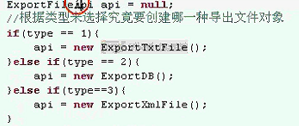 ExportFileApi api = null;
//根据类型来选择究竟要创建哪一种导出文件对象
if(type == 1){
api = new ExportTxtFile();
}else if(type == 2){
api = new ExportDB();
}else if(type==3){
api = new ExportXmlFile();
}